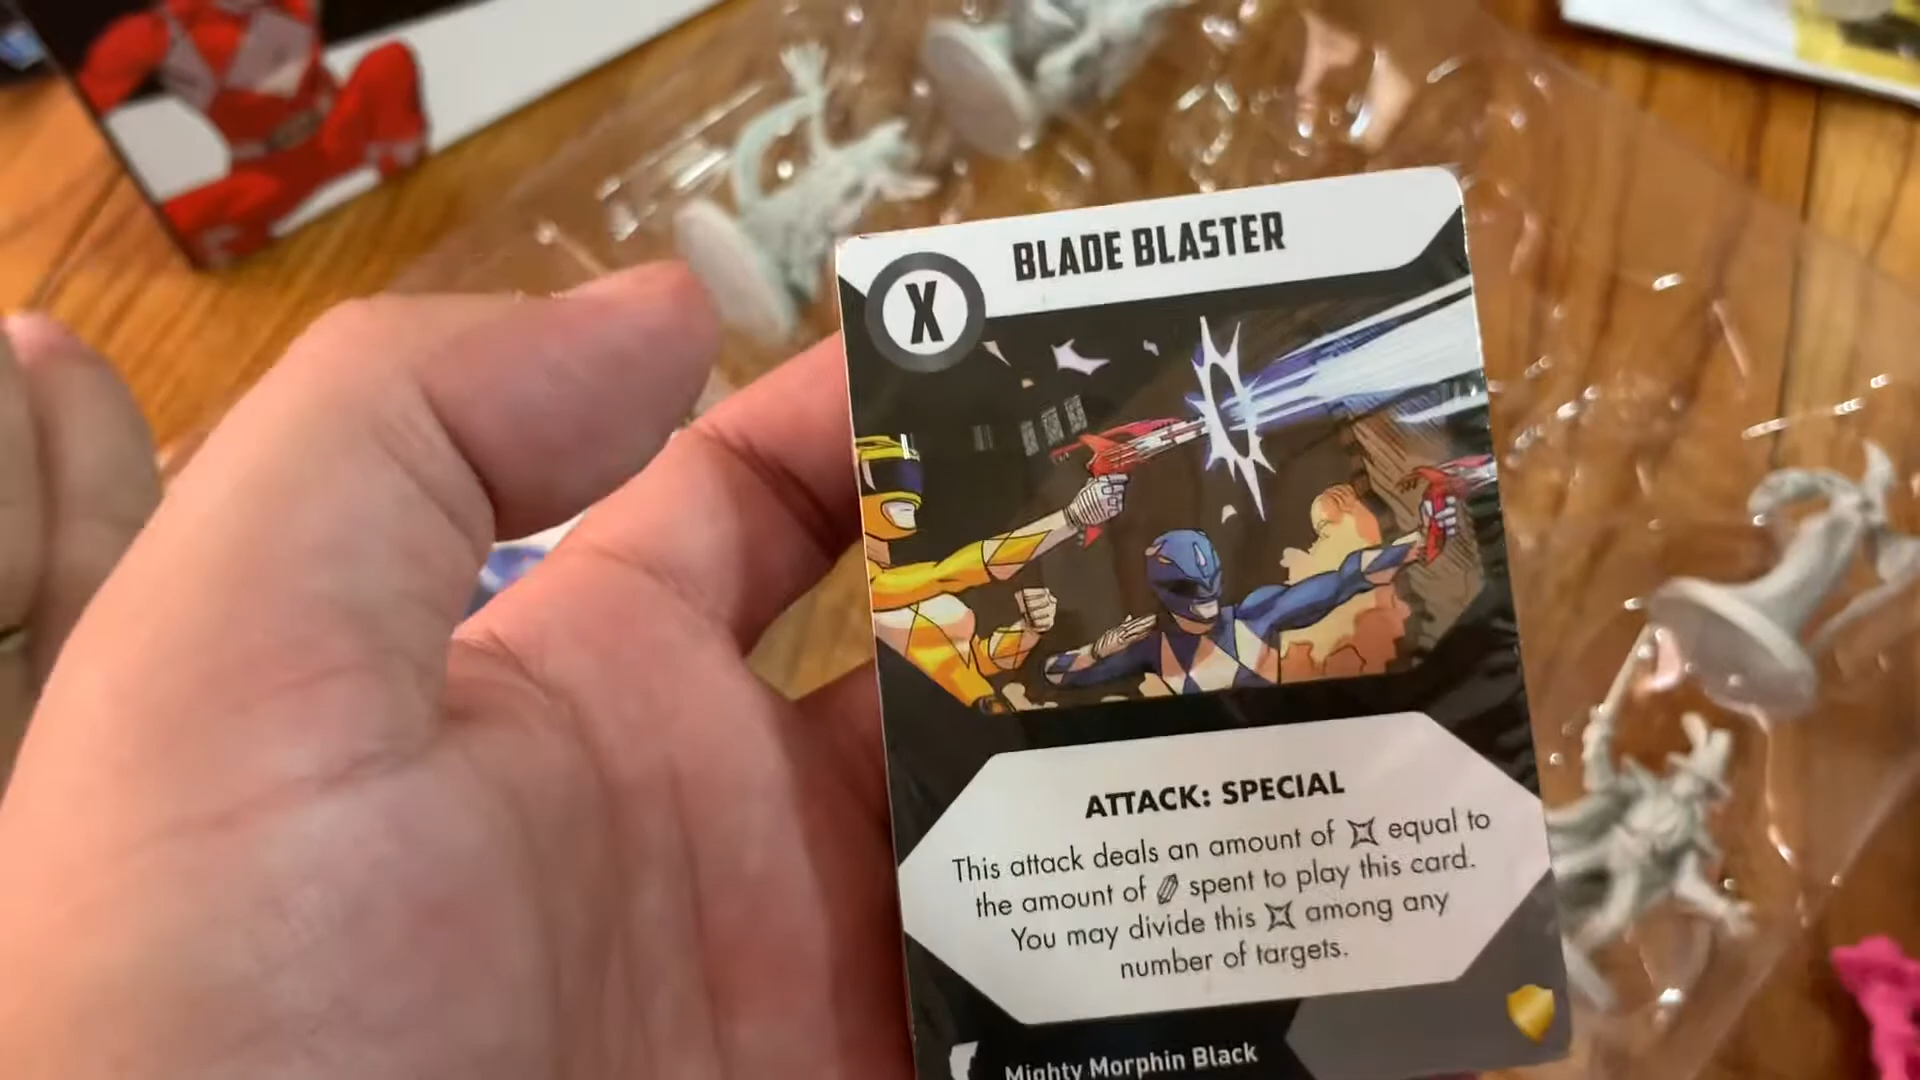 BLADE BLASTER
X
ATTACK: SPECIAL
This attack deals an amount of equal to
the amount of spent to play this card.
You may divide this among any
number of targets.
Mighty Morphin Black